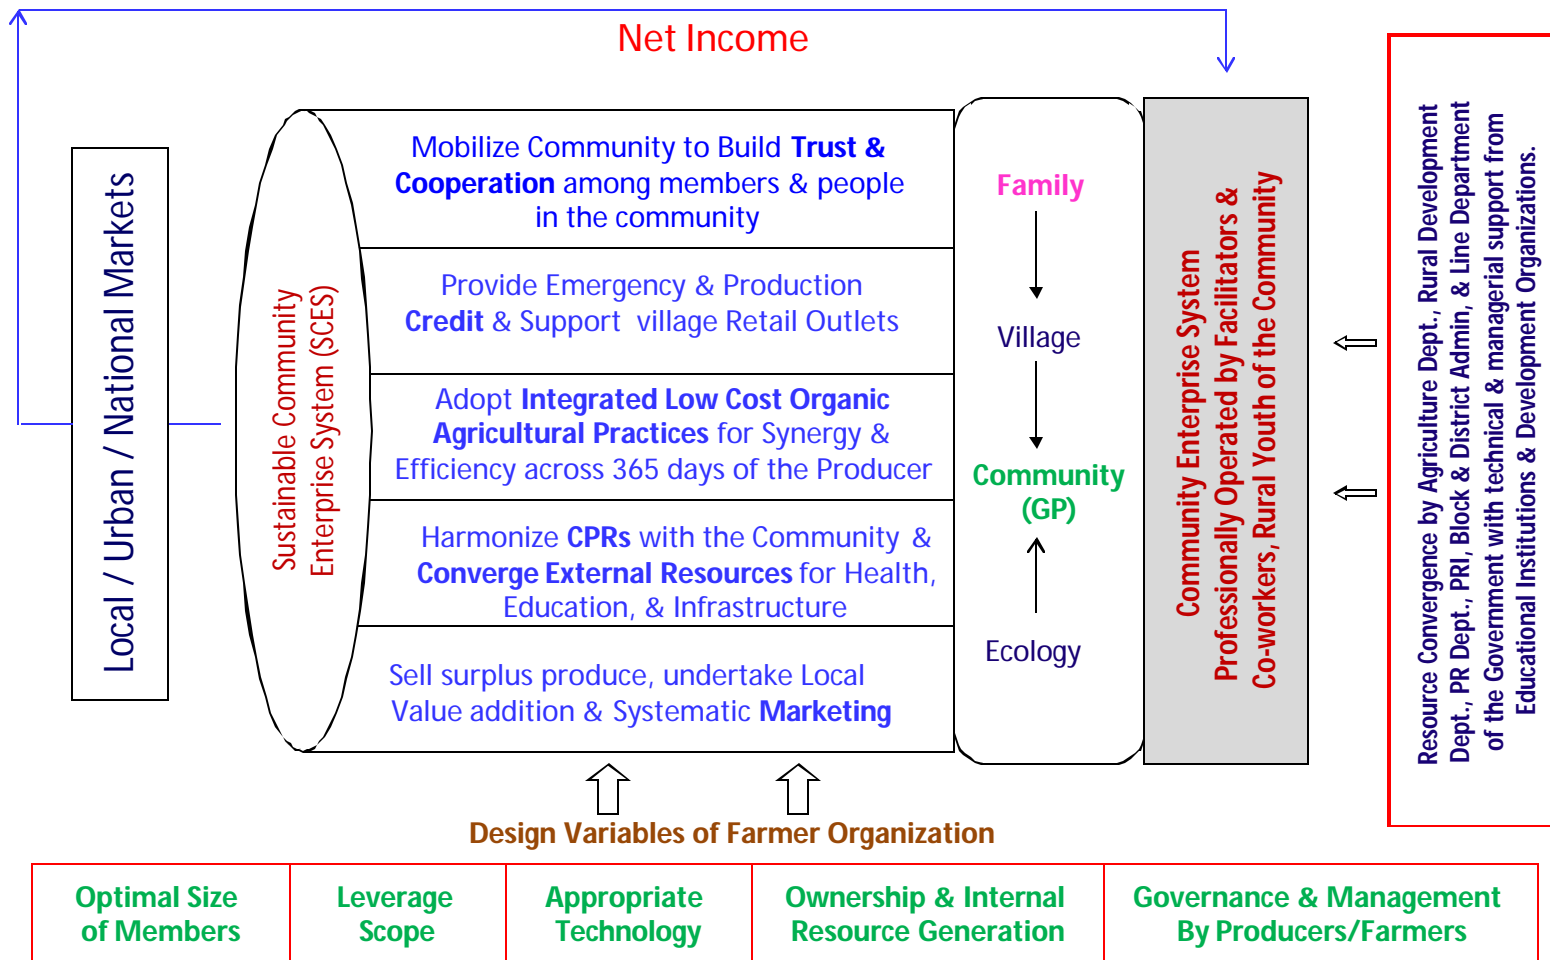 Net Income
Local / Urban / National Markets
Sustainable Community
Enterprise System (SCES)
Mobilize Community to Build Trust &
Cooperation among members & people
in the community
Provide Emergency & Production
Credit & Support village Retail Outlets
Adopt Integrated Low Cost Organic
Agricultural Practices for Synergy &
Efficiency across 365 days of the Producer
Harmonize CPRs with the Community &
Converge External Resources for Health,
Education, & Infrastructure
Sell surplus produce, undertake Local
Value addition & Systematic Marketing
Family
Village
Community
(GP)
Ecology
Community Enterprise System
Professionally Operated by Facilitators &
Co-workers, Rural Youth of the Community
Resource Convergence by Agriculture Dept., Rural Development
Dept., PR Dept., PRI, Block & District Admin, & Line Department
of the Government with technical & managerial support from
Educational Institutions & Development Organizations.
Design Variables of Farmer Organization
Optimal Size
of Members
Leverage
Scope
Appropriate
Technology
Ownership & Internal
Resource Generation
Governance & Management
By Producers/Farmers